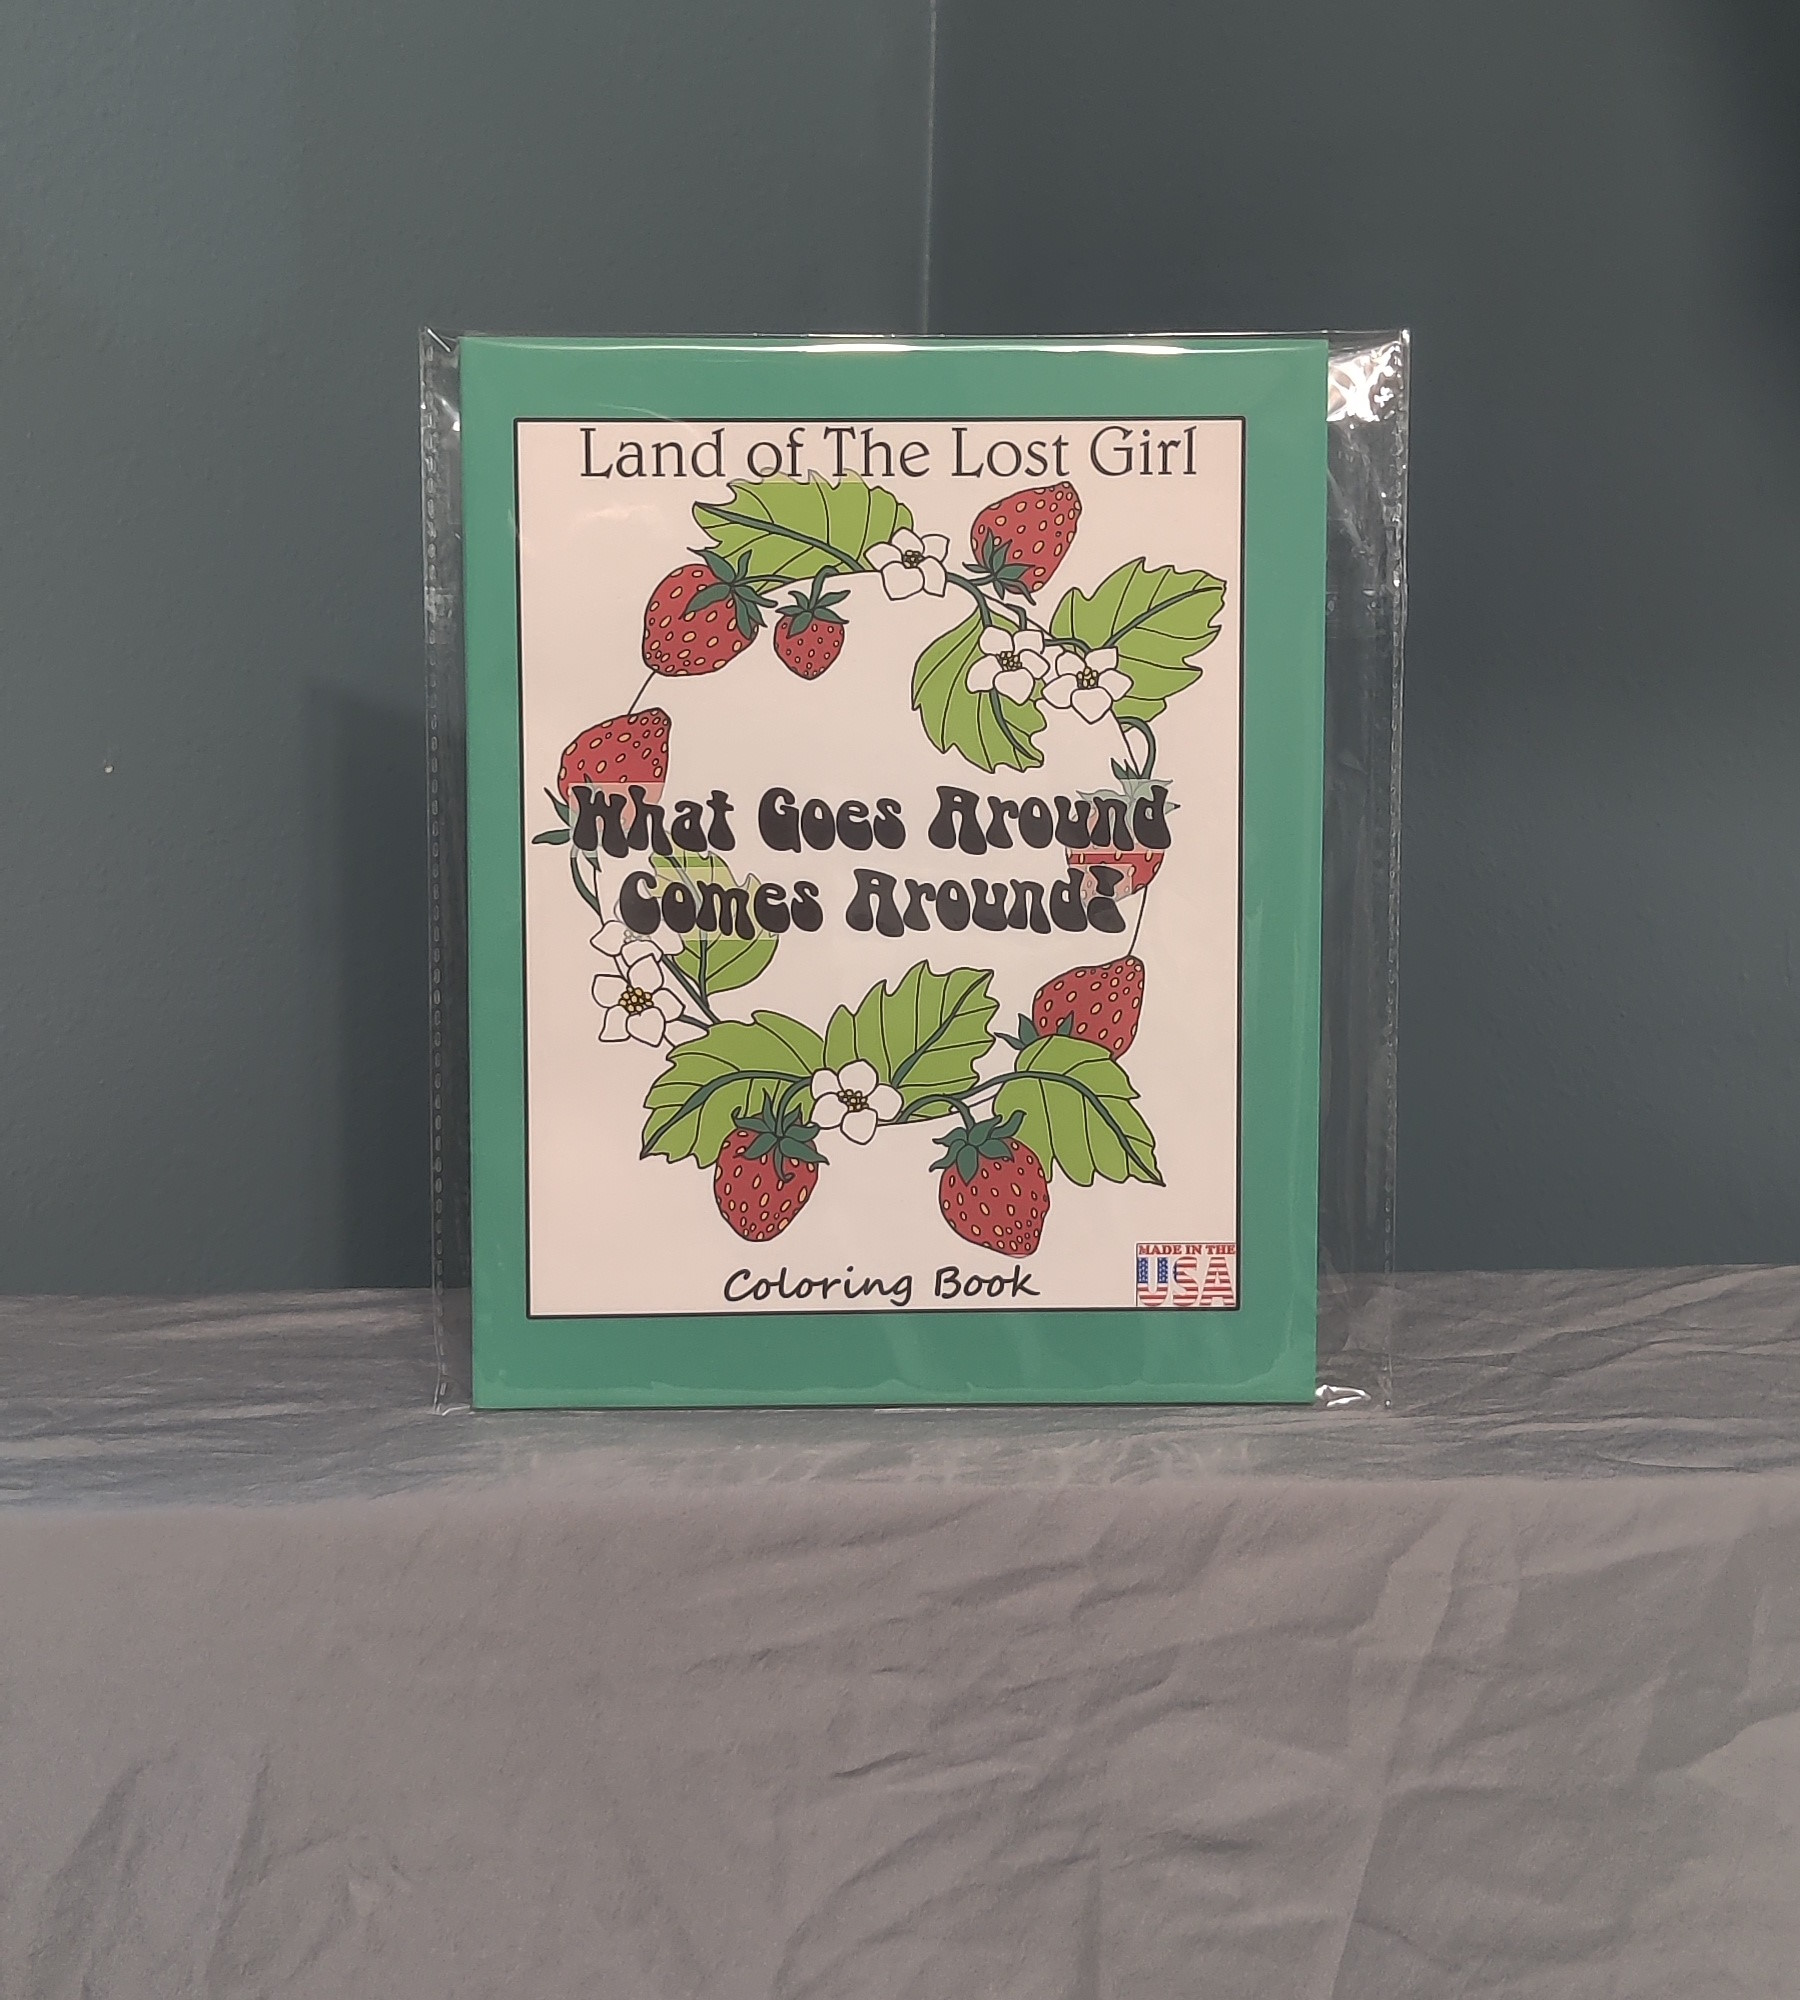 Land of The Lost Girl
What Goes Around
Comes Around!
Coloring Book
MADE IN THE
USA